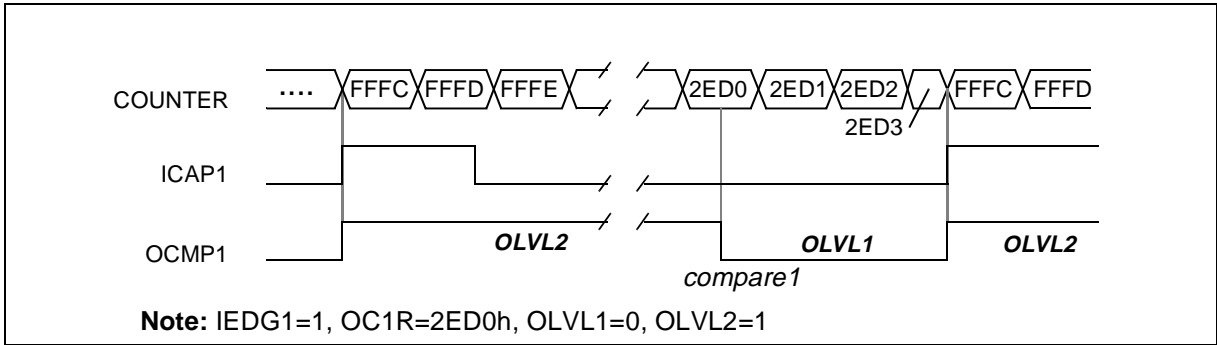 COUNTER .... FFFC FFFD FFFE 2ED0 2ED1 2ED2 FFFC FFFD
2ED3
ICAP1
OCMP1 OLVL2 OLVL1 OLVL2
compare1
Note: IEDG1=1, OC1R=2ED0h, OLVL1=0, OLVL2=1